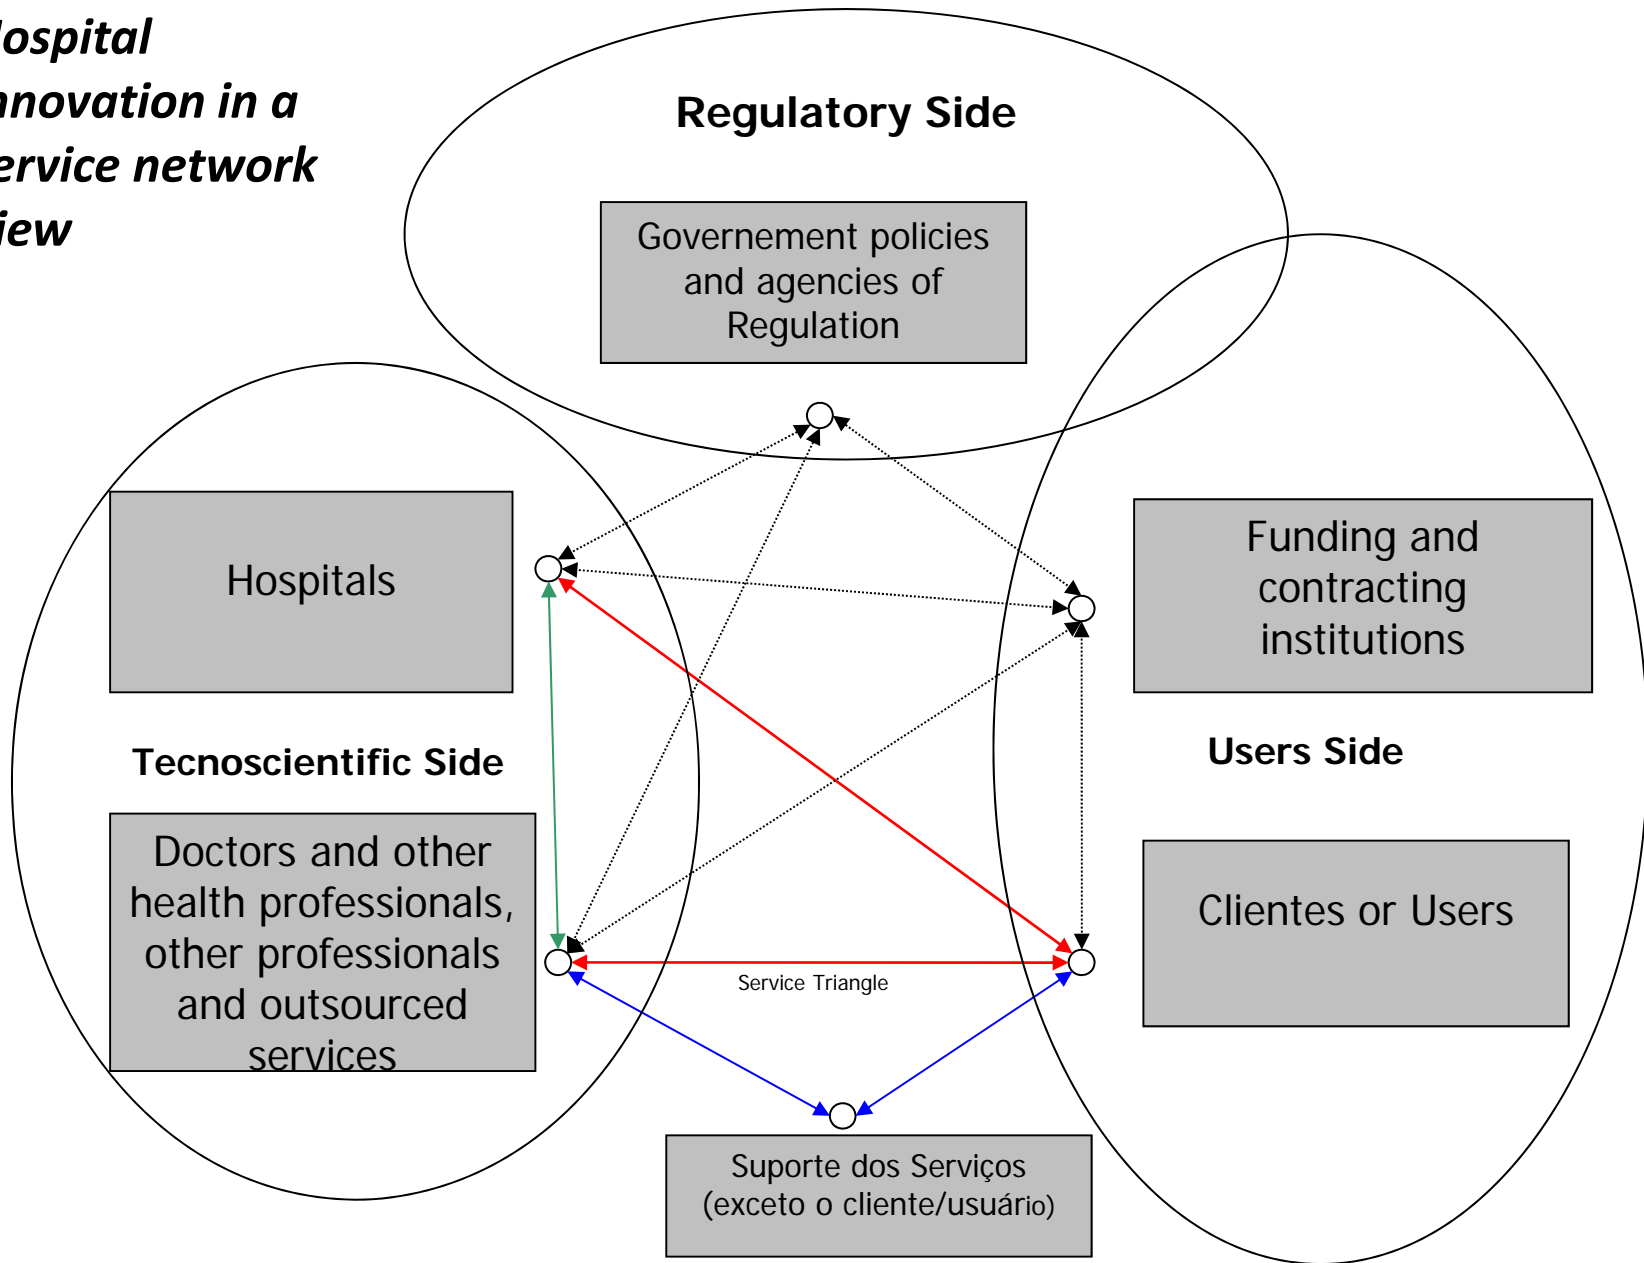 ospital
nnovation in a
ervice network
iew
Regulatory Side
Governement policies
and agencies of
Regulation
Hospitals
Funding and
contracting
institutions
Tecnoscientific Side
Users Side
Doctors and other
health professionals,
other professionals
and outsourced
services
Clientes or Users
Service Triangle
Suporte dos Serviços
(exceto o cliente/usuário)